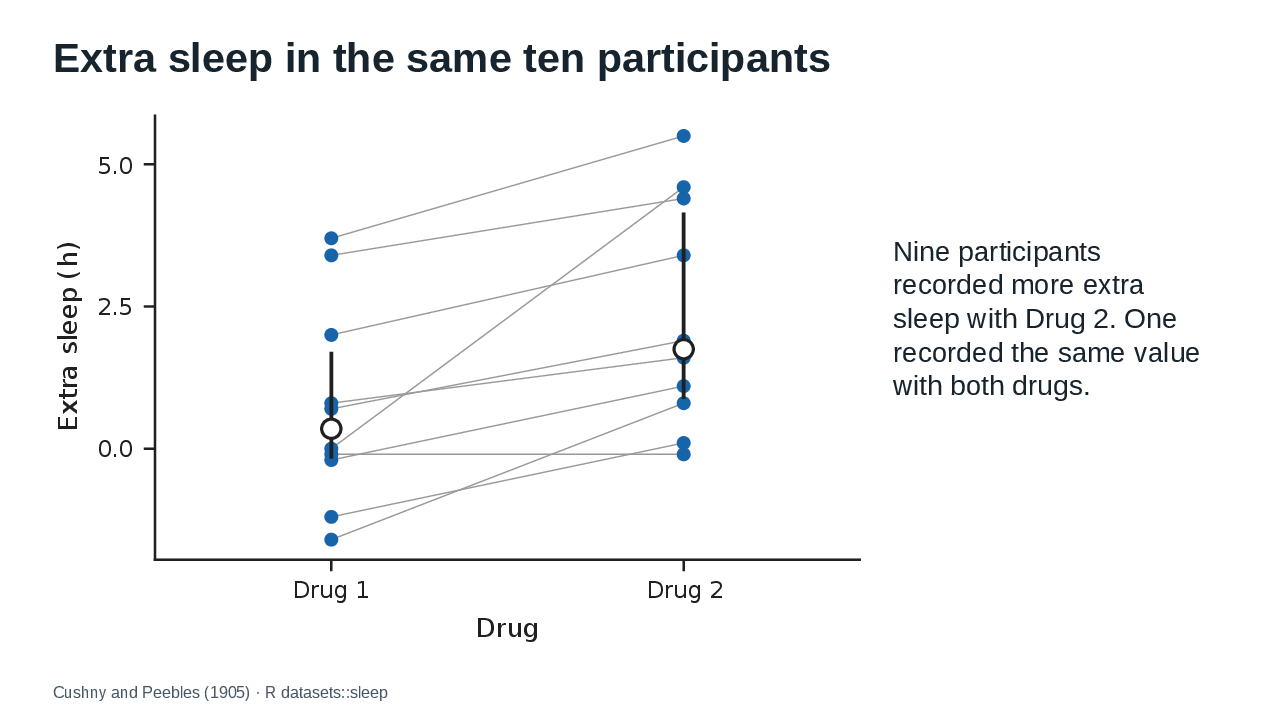 Extra sleep in the same ten participants
5.0
2.5
0.0
Extra sleep (h)
Drug 1
Drug 2
Drug
Nine participants
recorded more extra
sleep with Drug 2. One
recorded the same value
with both drugs.
Cushny and Peebles (1905) · R datasets::sleep